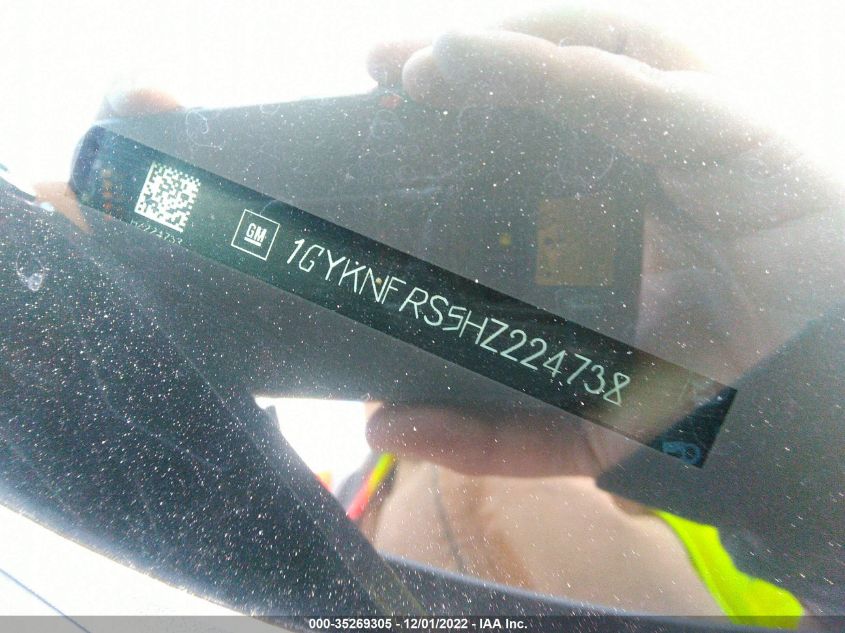 GM
1GYKNFRS5HZ224738
000-35269305 - 12/01/2022 - IAA Inc.